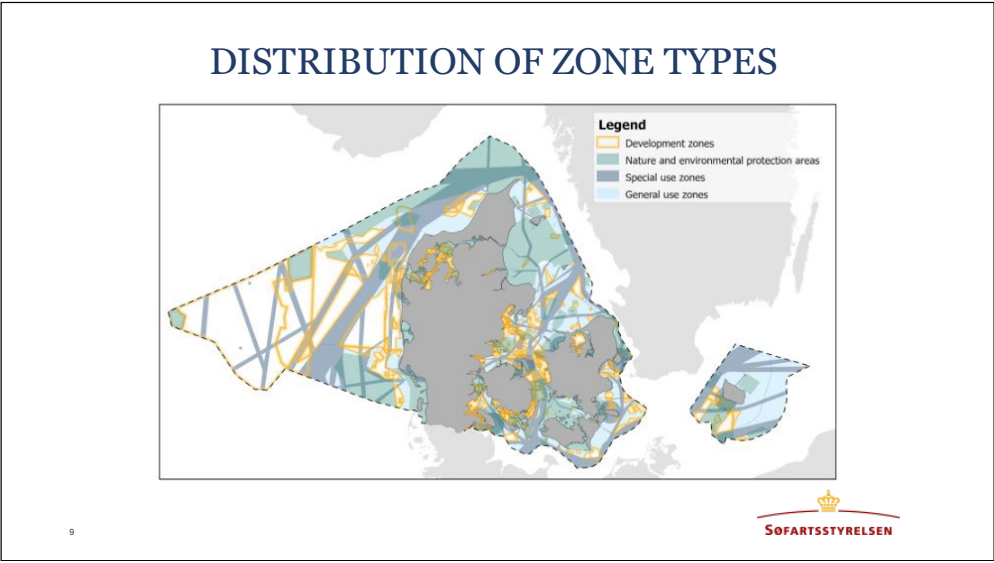 DISTRIBUTION OF ZONE TYPES
Legend
Development zones
Nature and environmental protection areas
Special use zones
General use zones
9
SØFARTSSTYRELSEN